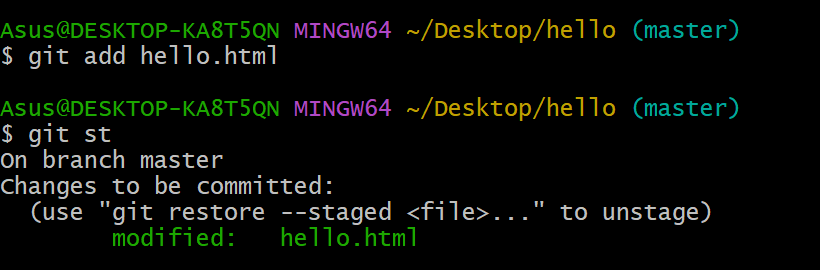 Asus@DESKTOP-KA8T5QN MINGW64 ~/Desktop/hello (master)
$ git add hello.html
Asus@DESKTOP-KA8T5QN MINGW64 ~/Desktop/hello (master)
$ git st
On branch master
Changes to be committed:
  (use "git restore --staged <file>..." to unstage)
        modified:   hello.html